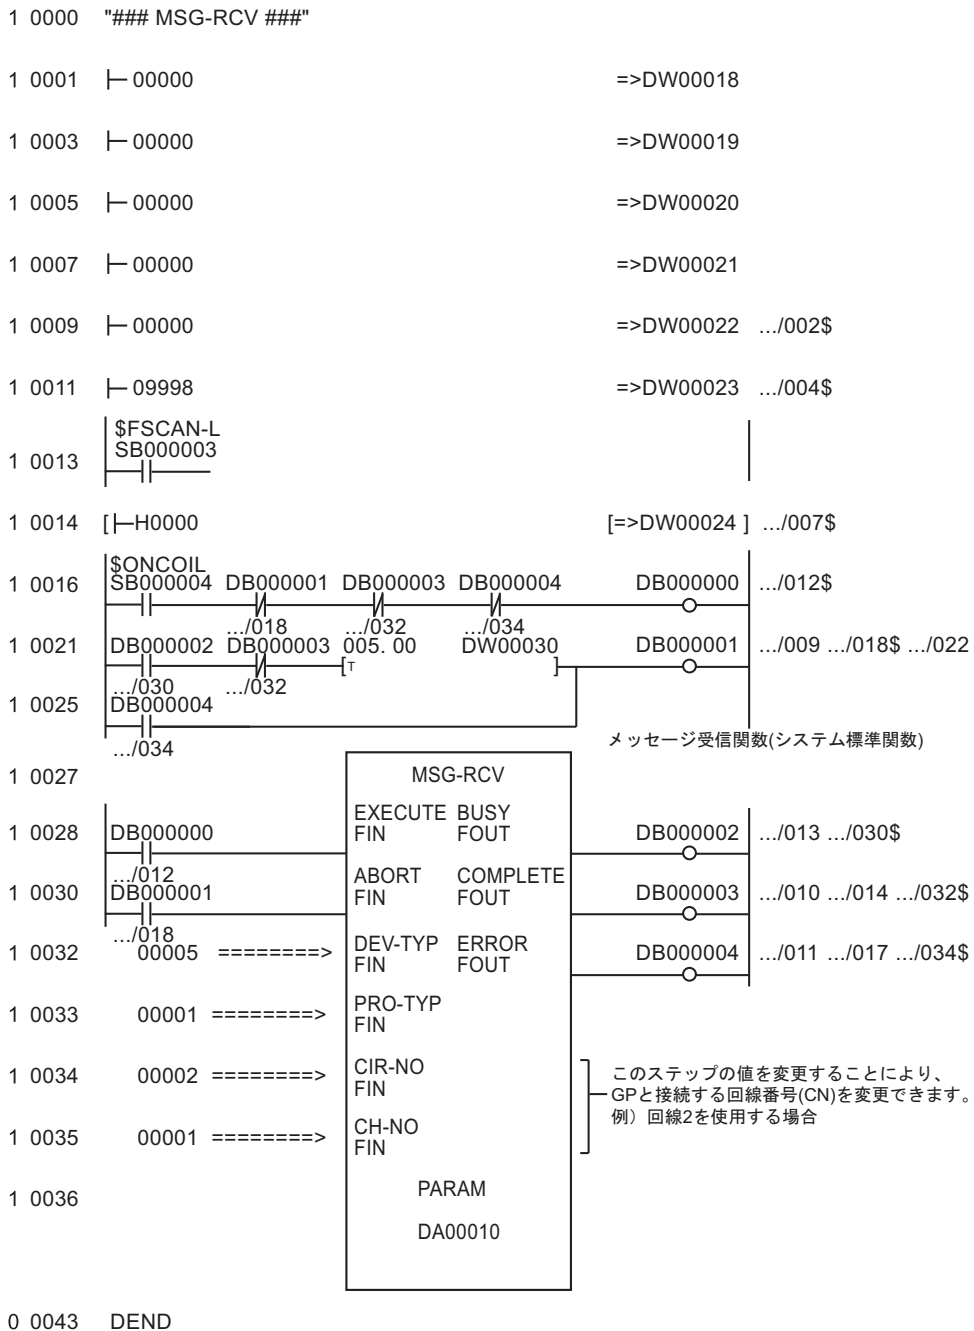 1 0000 "### MSG-RCV ###"
1 0001 00000 =>DW00018
1 0003 00000 =>DW00019
1 0005 00000 =>DW00020
1 0007 00000 =>DW00021
1 0009 00000 =>DW00022 .../002$
1 0011 09998 =>DW00023 .../004$
$FSCAN-L
1 0013 SB000003
1 0014 [ H0000 [=>DW00024 ] .../007$
$ONCOIL
1 0016 SB000004 DB000001 DB000003 DB000004 DB000000 .../012$
.../018 .../032 .../034
1 0021 DB000002 DB000003 005. 00 DW00030 DB000001 .../009 .../018$ .../022
[T ]
.../030 .../032
1 0025 DB000004
.../034
メッセージ受信関数(システム標準関数)
1 0027 MSG-RCV
EXECUTE BUSY
1 0028 DB000000 FIN FOUT DB000002 .../013 .../030$
.../012
ABORT COMPLETE
1 0030 DB000001 FIN FOUT DB000003 .../010 .../014 .../032$
.../018
DEV-TYP ERROR
1 0032 00005 ========> FIN FOUT DB000004 .../011 .../017 .../034$
PRO-TYP
1 0033 00001 ========> FIN
CIR-NO
1 0034 00002 ========> FIN
このステップの値を変更することにより、
GPと接続する回線番号(CN)を変更できます。
例）回線2を使用する場合
CH-NO
1 0035 00001 ========> FIN
PARAM
1 0036
DA00010
0 0043 DEND